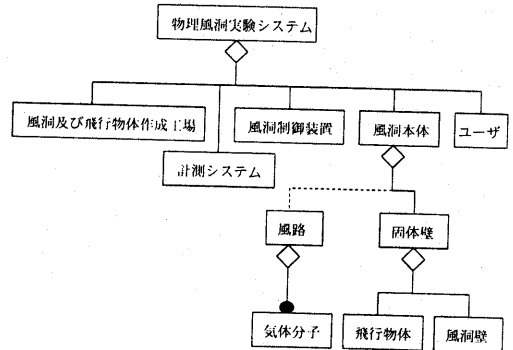 物理風洞実験システム
風洞及び飛行物体作成工場
風洞制御装置
風洞本体
ユーザ
計測システム
風路
固体壁
気体分子
飛行物体
風洞壁